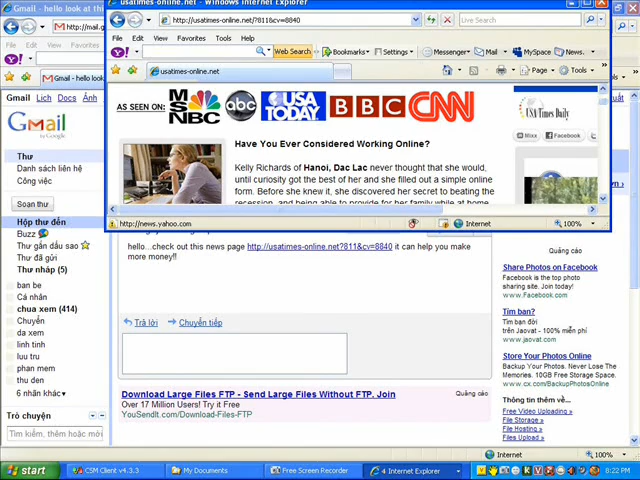 Gmail - hello look at this
usatimes-online.net - Windows Internet Explorer
http://usatimes-online.net/?811&cv=8840
Live Search
http://mail.g
File
Edit
View
Favorites
Tools
Help
Web Search
Bookmarks
Settings
Messenger
Mail
MySpace
News
usatimes-online.net
Page
Tools
Gmail - hello look
Gmail Lịch Docs Ảnh
Gmail
by Google
Thư
Danh sách liên hệ
Công việc
Soạn thư
Hộp thư đến
Buzz
Thư gắn dấu sao
Thư đã gửi
Thư nháp (5)
ban be
Cá nhân
chua xem (414)
Chuyển
da xem
linh tinh
luu tru
phan mem
thu den
6 nhãn khác
Trò chuyện
Tìm kiếm, thêm hoặc mời
AS SEEN ON:
MSNBC
abc
USA TODAY
BBC
CNN
USA Times Daily
Mixx
Facebook
Have You Ever Considered Working Online?
Kelly Richards of Hanoi, Dac Lac never thought that she would,
until curiosity got the best of her and she filled out a simple online
form. Before she knew it, she discovered her secret to beating the
recession, and being able to provide for her family while at home
http://news.yahoo.com
Internet
100%
hello...check out this news page http://usatimes-online.net?811&cv=8840 it can help you make
more money!!
Trả lời
Chuyển tiếp
Download Large Files FTP - Send Large Files Without FTP. Join
Quảng cáo
Over 17 Million Users! Try it Free
YouSendIt.com/Download-Files-FTP
Quảng cáo
Share Photos on Facebook
Facebook is the top photo
sharing site. Join today!
www.Facebook.com
Tìm bạn?
Tìm bạn đời
trên Jaovat - 100% miễn phí
www.jaovat.com
Store Your Photos Online
Backup Your Photos. Never Lose The
Memories. 10GB Free Storage Space.
www.cx.com/BackupPhotosOnline
Thông tin thêm về...
Free Video Uploading »
File Storage »
File Hosting »
Files Upload »
Internet
100%
start
CSM Client v4.3.3
My Documents
Free Screen Recorder
4 Internet Explorer
8:22 PM